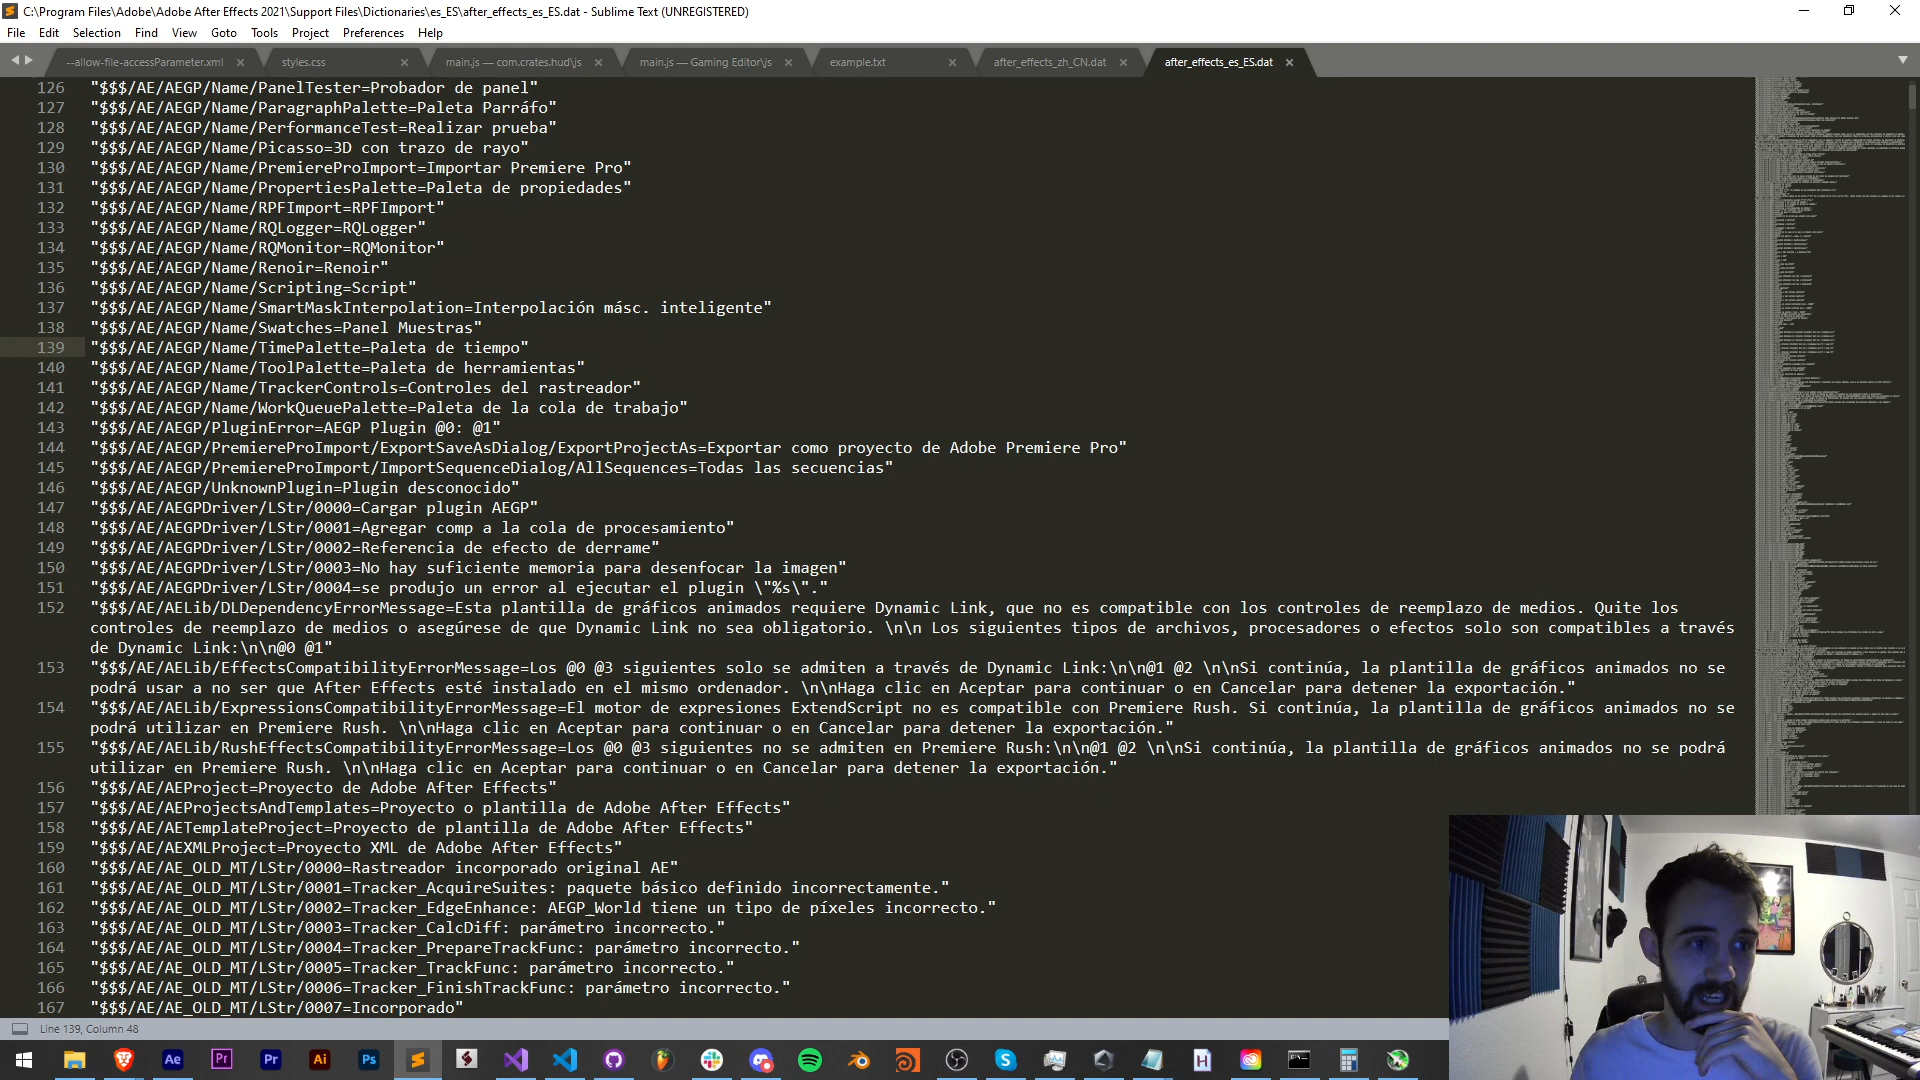 C:\Program Files\Adobe\Adobe After Effects 2021\Support Files\Dictionaries\es_ES\after_effects_es_ES.dat - Sublime Text (UNREGISTERED)
File Edit Selection Find View Goto Tools Project Preferences Help
--allow-file-accessParameter.xml styles.css main.js — com.crates.hud\js main.js — Gaming Editor\js example.txt after_effects_zh_CN.dat after_effects_es_ES.dat
126 "$$$/AE/AEGP/Name/PanelTester=Probador de panel"
127 "$$$/AE/AEGP/Name/ParagraphPalette=Paleta Parráfo"
128 "$$$/AE/AEGP/Name/PerformanceTest=Realizar prueba"
129 "$$$/AE/AEGP/Name/Picasso=3D con trazo de rayo"
130 "$$$/AE/AEGP/Name/PremiereProImport=Importar Premiere Pro"
131 "$$$/AE/AEGP/Name/PropertiesPalette=Paleta de propiedades"
132 "$$$/AE/AEGP/Name/RPFImport=RPFImport"
133 "$$$/AE/AEGP/Name/RQLogger=RQLogger"
134 "$$$/AE/AEGP/Name/RQMonitor=RQMonitor"
135 "$$$/AE/AEGP/Name/Renoir=Renoir"
136 "$$$/AE/AEGP/Name/Scripting=Script"
137 "$$$/AE/AEGP/Name/SmartMaskInterpolation=Interpolación másc. inteligente"
138 "$$$/AE/AEGP/Name/Swatches=Panel Muestras"
139 "$$$/AE/AEGP/Name/TimePalette=Paleta de tiempo"
140 "$$$/AE/AEGP/Name/ToolPalette=Paleta de herramientas"
141 "$$$/AE/AEGP/Name/TrackerControls=Controles del rastreador"
142 "$$$/AE/AEGP/Name/WorkQueuePalette=Paleta de la cola de trabajo"
143 "$$$/AE/AEGP/PluginError=AEGP Plugin @0: @1"
144 "$$$/AE/AEGP/PremiereProImport/ExportSaveAsDialog/ExportProjectAs=Exportar como proyecto de Adobe Premiere Pro"
145 "$$$/AE/AEGP/PremiereProImport/ImportSequenceDialog/AllSequences=Todas las secuencias"
146 "$$$/AE/AEGP/UnknownPlugin=Plugin desconocido"
147 "$$$/AE/AEGPDriver/LStr/0000=Cargar plugin AEGP"
148 "$$$/AE/AEGPDriver/LStr/0001=Agregar comp a la cola de procesamiento"
149 "$$$/AE/AEGPDriver/LStr/0002=Referencia de efecto de derrame"
150 "$$$/AE/AEGPDriver/LStr/0003=No hay suficiente memoria para desenfocar la imagen"
151 "$$$/AE/AEGPDriver/LStr/0004=se produjo un error al ejecutar el plugin \"%s\"."
152 "$$$/AE/AELib/DLDependencyErrorMessage=Esta plantilla de gráficos animados requiere Dynamic Link, que no es compatible con los controles de reemplazo de medios. Quite los
controles de reemplazo de medios o asegúrese de que Dynamic Link no sea obligatorio. \n\n Los siguientes tipos de archivos, procesadores o efectos solo son compatibles a través
de Dynamic Link:\n\n@0 @1"
153 "$$$/AE/AELib/EffectsCompatibilityErrorMessage=Los @0 @3 siguientes solo se admiten a través de Dynamic Link:\n\n@1 @2 \n\nSi continúa, la plantilla de gráficos animados no se
podrá usar a no ser que After Effects esté instalado en el mismo ordenador. \n\nHaga clic en Aceptar para continuar o en Cancelar para detener la exportación."
154 "$$$/AE/AELib/ExpressionsCompatibilityErrorMessage=El motor de expresiones ExtendScript no es compatible con Premiere Rush. Si continúa, la plantilla de gráficos animados no se
podrá utilizar en Premiere Rush. \n\nHaga clic en Aceptar para continuar o en Cancelar para detener la exportación."
155 "$$$/AE/AELib/RushEffectsCompatibilityErrorMessage=Los @0 @3 siguientes no se admiten en Premiere Rush:\n\n@1 @2 \n\nSi continúa, la plantilla de gráficos animados no se podrá
utilizar en Premiere Rush. \n\nHaga clic en Aceptar para continuar o en Cancelar para detener la exportación."
156 "$$$/AE/AEProject=Proyecto de Adobe After Effects"
157 "$$$/AE/AEProjectsAndTemplates=Proyecto o plantilla de Adobe After Effects"
158 "$$$/AE/AETemplateProject=Proyecto de plantilla de Adobe After Effects"
159 "$$$/AE/AEXMLProject=Proyecto XML de Adobe After Effects"
160 "$$$/AE/AE_OLD_MT/LStr/0000=Rastreador incorporado original AE"
161 "$$$/AE/AE_OLD_MT/LStr/0001=Tracker_AcquireSuites: paquete básico definido incorrectamente."
162 "$$$/AE/AE_OLD_MT/LStr/0002=Tracker_EdgeEnhance: AEGP_World tiene un tipo de píxeles incorrecto."
163 "$$$/AE/AE_OLD_MT/LStr/0003=Tracker_CalcDiff: parámetro incorrecto."
164 "$$$/AE/AE_OLD_MT/LStr/0004=Tracker_PrepareTrackFunc: parámetro incorrecto."
165 "$$$/AE/AE_OLD_MT/LStr/0005=Tracker_TrackFunc: parámetro incorrecto."
166 "$$$/AE/AE_OLD_MT/LStr/0006=Tracker_FinishTrackFunc: parámetro incorrecto."
167 "$$$/AE/AE_OLD_MT/LStr/0007=Incorporado"
Line 139, Column 48
Ae Pr Pr Ai Ps